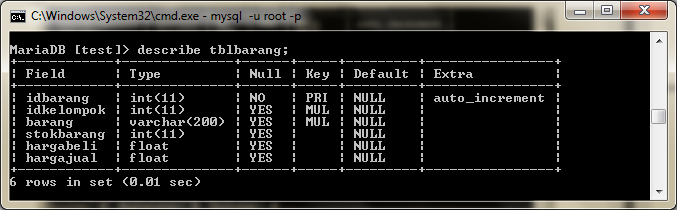 C:\Windows\System32\cmd.exe - mysql  -u root -p
MariaDB [test]> describe tblbarang;
+------------+--------------+------+-----+---------+----------------+
| Field      | Type         | Null | Key | Default | Extra          |
+------------+--------------+------+-----+---------+----------------+
| idbarang   | int(11)      | NO   | PRI | NULL    | auto_increment |
| idkelompok | int(11)      | YES  | MUL | NULL    |                |
| barang     | varchar(200) | YES  | MUL | NULL    |                |
| stokbarang | int(11)      | YES  |     | NULL    |                |
| hargabeli  | float        | YES  |     | NULL    |                |
| hargajual  | float        | YES  |     | NULL    |                |
+------------+--------------+------+-----+---------+----------------+
6 rows in set (0.01 sec)